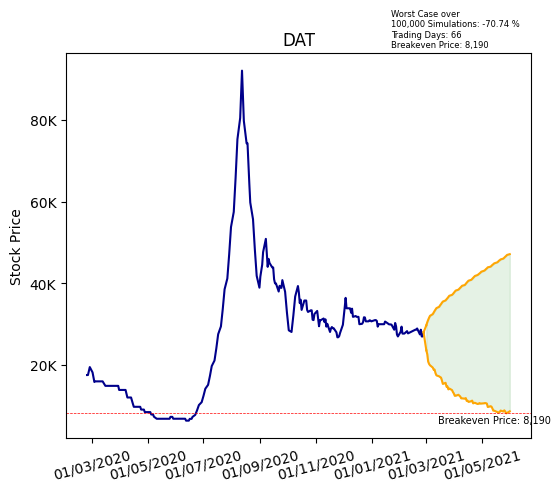 Worst Case over
100,000 Simulations: -70.74 %
Trading Days: 66
Breakeven Price: 8,190
DAT
Stock Price
80K
60K
40K
20K
Breakeven Price: 8,190
01/03/2020 01/05/2020 01/07/2020 01/09/2020 01/11/2020 01/01/2021 01/03/2021 01/05/2021